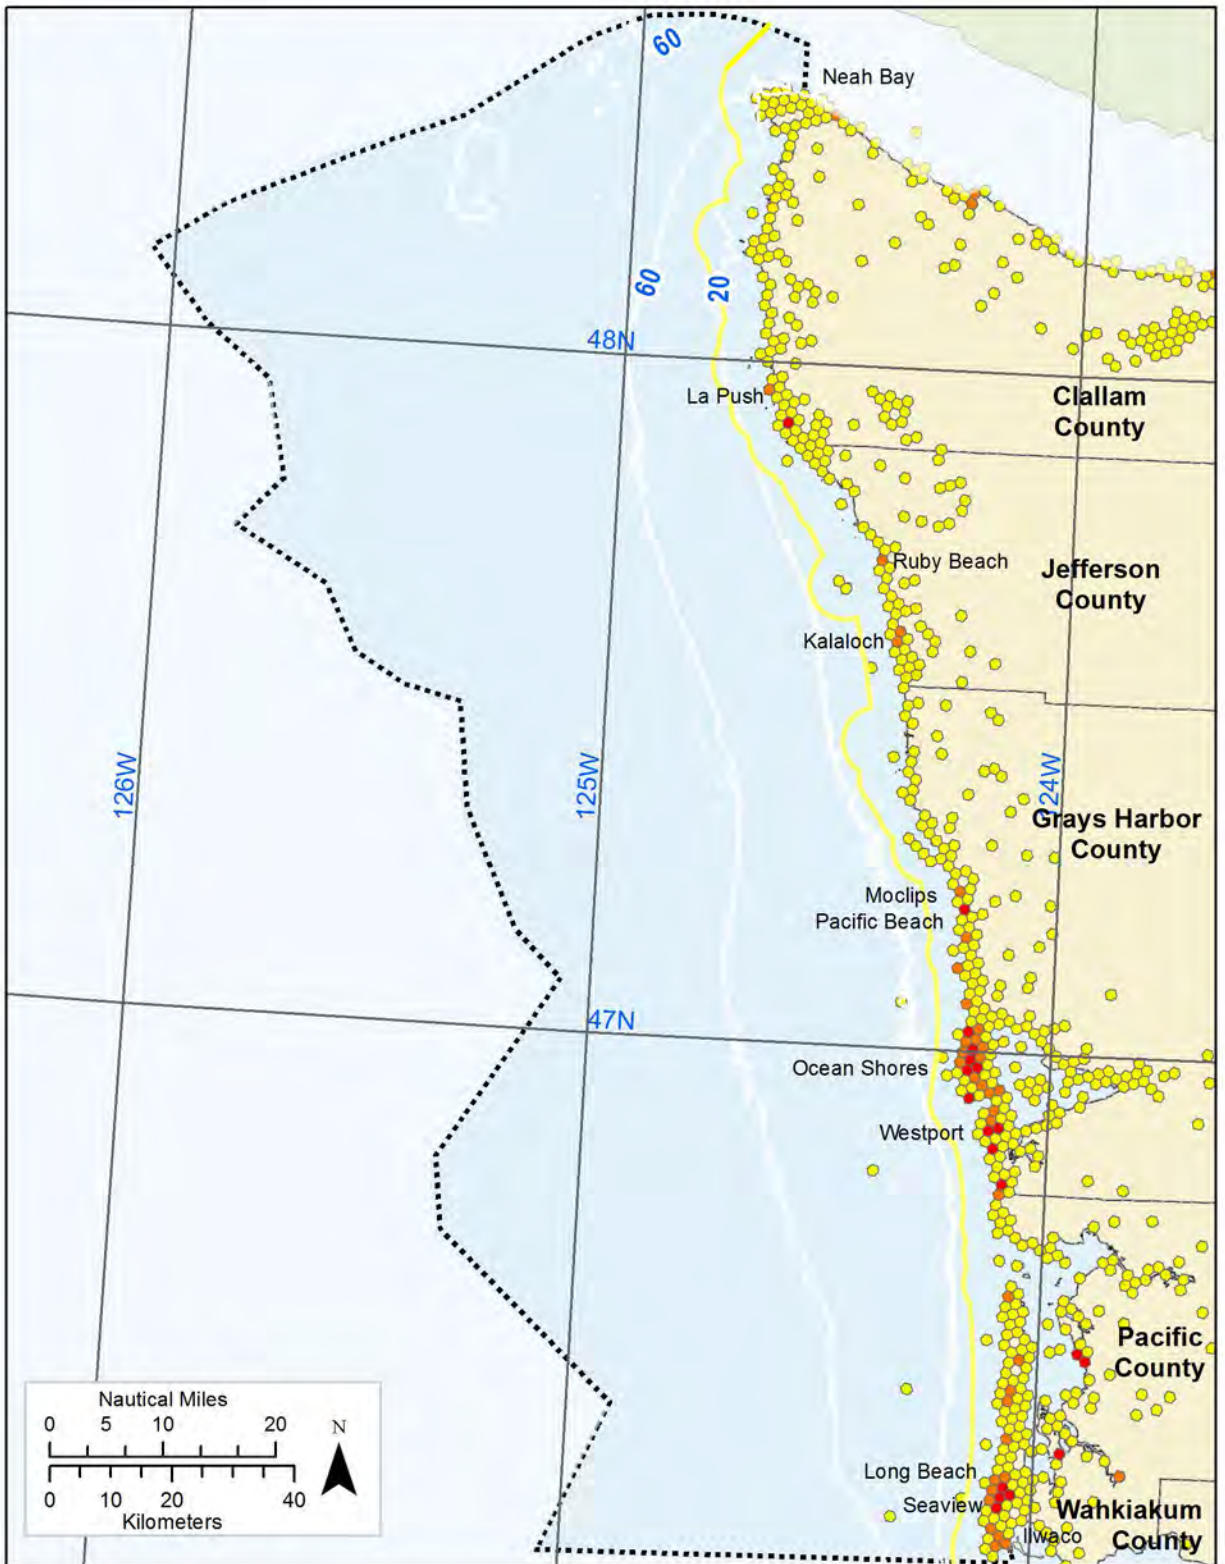 60
Neah Bay
60
20
48N
La Push
Clallam
County
Ruby Beach
Jefferson
County
Kalaloch
126W
125W
124W
Grays Harbor
County
Moclips
Pacific Beach
47N
Ocean Shores
Westport
Pacific
County
Nautical Miles
0 5 10 20
N
0 10 20 40
Kilometers
Long Beach
Seaview
Wahkiakum
County
Ilwaco